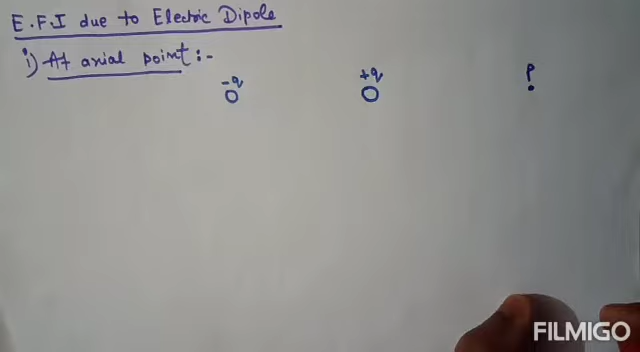 E.F.I due to Electric Dipole
i) At axial point :-
-q +q P
FILMIGO